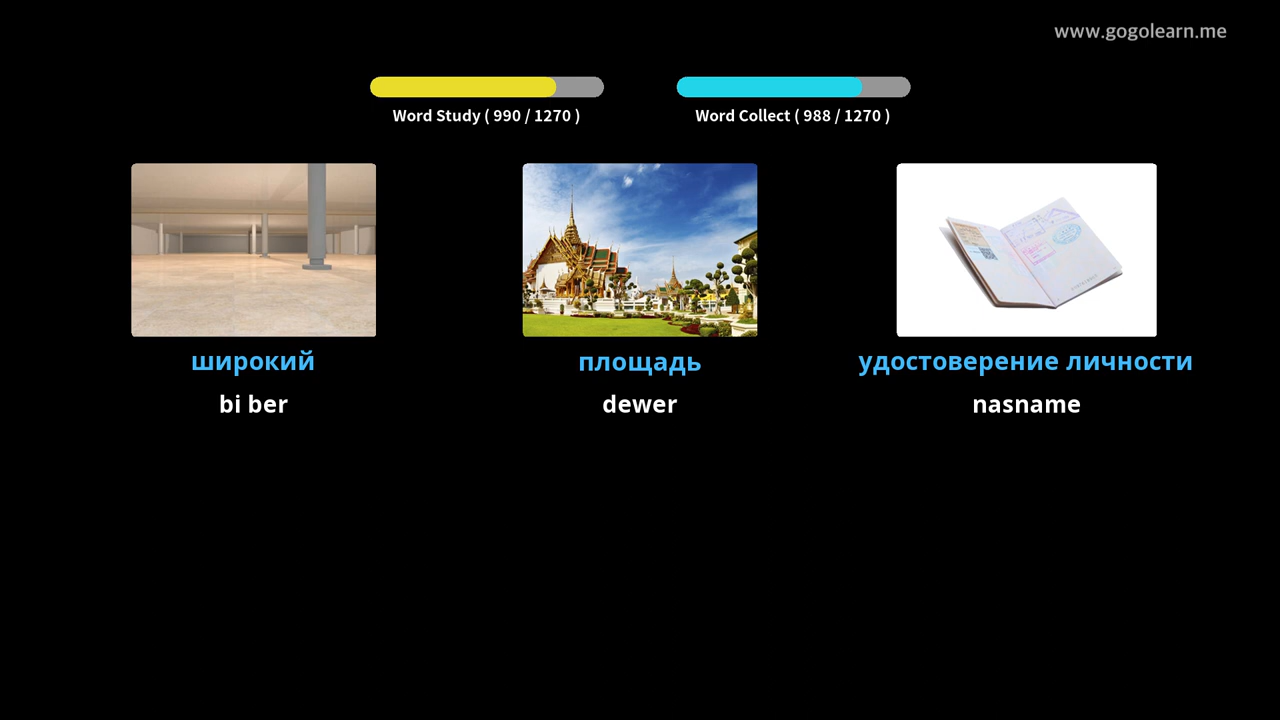 www.gogolearn.me
Word Study ( 990 / 1270 )
Word Collect ( 988 / 1270 )
широкий
bi ber
площадь
dewer
удостоверение личности
nasname